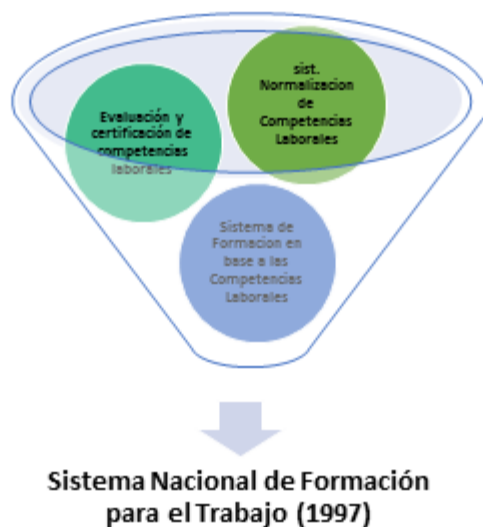 Evaluación y
certificación de
competencias
laborales
sist.
Normalizacion
de
Competencias
Laborales
Sistema de
Formacion en
base a las
Competencias
Laborales
Sistema Nacional de Formación
para el Trabajo (1997)